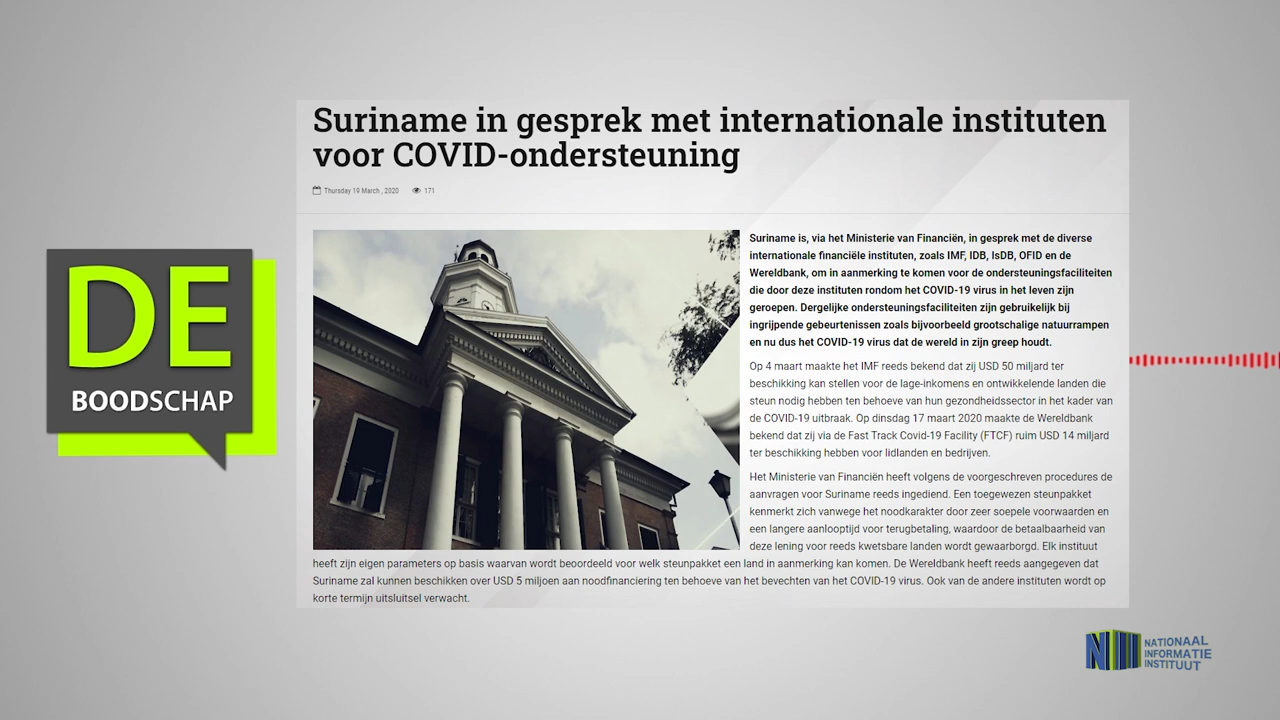 Suriname in gesprek met internationale instituten
voor COVID-ondersteuning
Thursday 19 March , 2020 171
DE
BOODSCHAP
Suriname is, via het Ministerie van Financiën, in gesprek met de diverse
internationale financiële instituten, zoals IMF, IDB, IsDB, OFID en de
Wereldbank, om in aanmerking te komen voor de ondersteuningsfaciliteiten
die door deze instituten rondom het COVID-19 virus in het leven zijn
geroepen. Dergelijke ondersteuningsfaciliteiten zijn gebruikelijk bij
ingrijpende gebeurtenissen zoals bijvoorbeeld grootschalige natuurrampen
en nu dus het COVID-19 virus dat de wereld in zijn greep houdt.
Op 4 maart maakte het IMF reeds bekend dat zij USD 50 miljard ter
beschikking kan stellen voor de lage-inkomens en ontwikkelende landen die
steun nodig hebben ten behoeve van hun gezondheidssector in het kader van
de COVID-19 uitbraak. Op dinsdag 17 maart 2020 maakte de Wereldbank
bekend dat zij via de Fast Track Covid-19 Facility (FTCF) ruim USD 14 miljard
ter beschikking hebben voor lidlanden en bedrijven.
Het Ministerie van Financiën heeft volgens de voorgeschreven procedures de
aanvragen voor Suriname reeds ingediend. Een toegewezen steunpakket
kenmerkt zich vanwege het noodkarakter door zeer soepele voorwaarden en
een langere aanlooptijd voor terugbetaling, waardoor de betaalbaarheid van
deze lening voor reeds kwetsbare landen wordt gewaarborgd. Elk instituut
heeft zijn eigen parameters op basis waarvan wordt beoordeeld voor welk steunpakket een land in aanmerking kan komen. De Wereldbank heeft reeds aangegeven dat
Suriname zal kunnen beschikken over USD 5 miljoen aan noodfinanciering ten behoeve van het bevechten van het COVID-19 virus. Ook van de andere instituten wordt op
korte termijn uitsluitsel verwacht.
NII
NATIONAAL
INFORMATIE
INSTITUUT